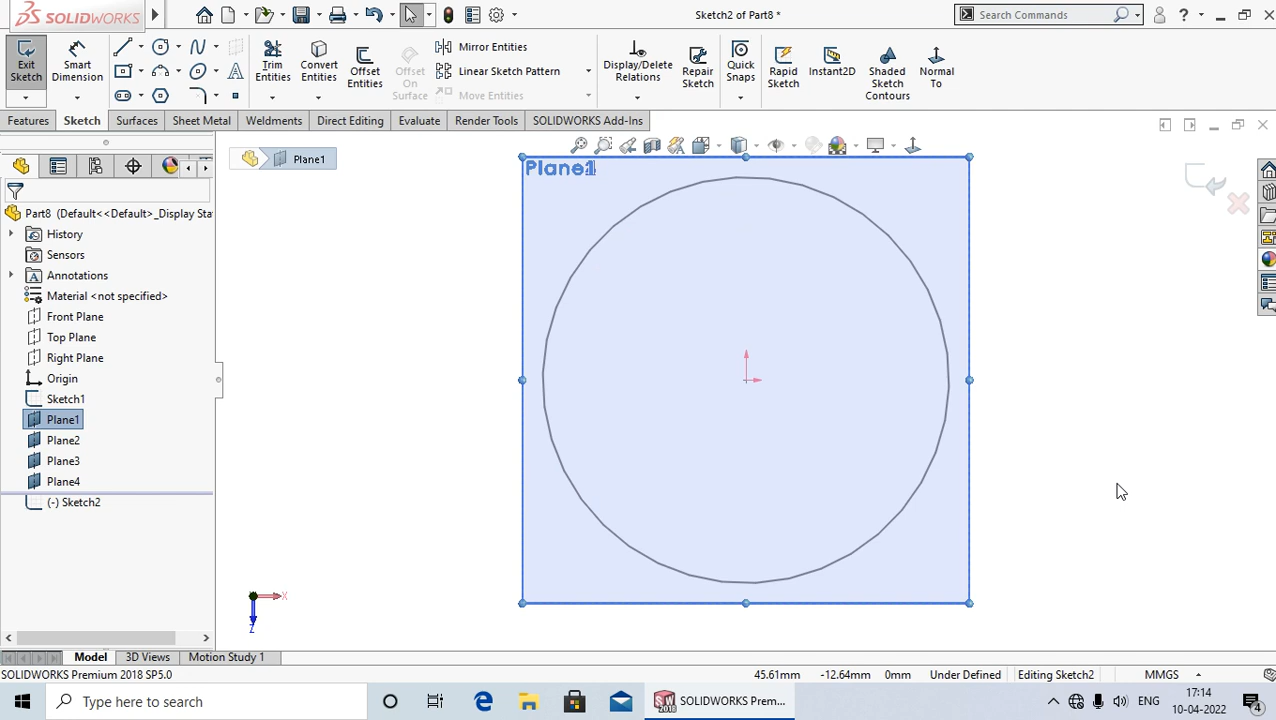 SOLIDWORKS
Sketch2 of Part8 *
Search Commands
?
Exit Sketch
Smart Dimension
Trim Entities
Convert Entities
Offset Entities
Offset On Surface
Mirror Entities
Linear Sketch Pattern
Move Entities
Display/Delete Relations
Repair Sketch
Quick Snaps
Rapid Sketch
Instant2D
Shaded Sketch Contours
Normal To
Features
Sketch
Surfaces
Sheet Metal
Weldments
Direct Editing
Evaluate
Render Tools
SOLIDWORKS Add-Ins
Plane1
Part8 (Default<<Default>_Display Sta
History
Sensors
Annotations
Material <not specified>
Front Plane
Top Plane
Right Plane
Origin
Sketch1
Plane1
Plane2
Plane3
Plane4
(-) Sketch2
Plane1
X
Z
Model
3D Views
Motion Study 1
SOLIDWORKS Premium 2018 SP5.0
45.61mm
-12.64mm
0mm
Under Defined
Editing Sketch2
MMGS
Type here to search
SOLIDWORKS Prem...
ENG
17:14
10-04-2022
4